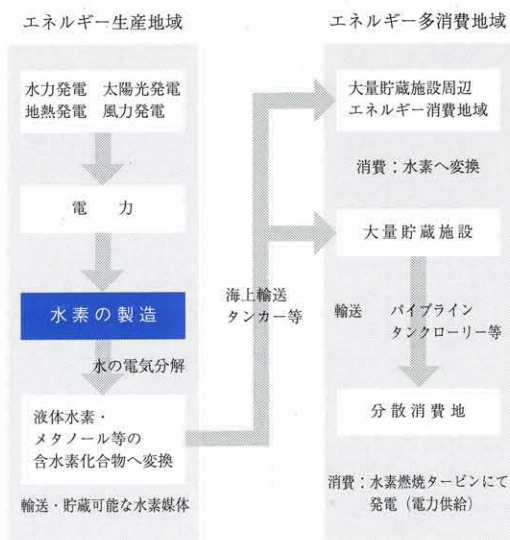 エネルギー生産地域
水力発電　太陽光発電
地熱発電　風力発電
電　力
水素の製造
水の電気分解
液体水素・
メタノール等の
含水素化合物へ変換
輸送・貯蔵可能な水素媒体
海上輸送
タンカー等
エネルギー多消費地域
大量貯蔵施設周辺
エネルギー消費地域
消費：水素へ変換
大量貯蔵施設
輸送　パイプライン
タンクローリー等
分散消費地
消費：水素燃焼タービンにて
発電（電力供給）